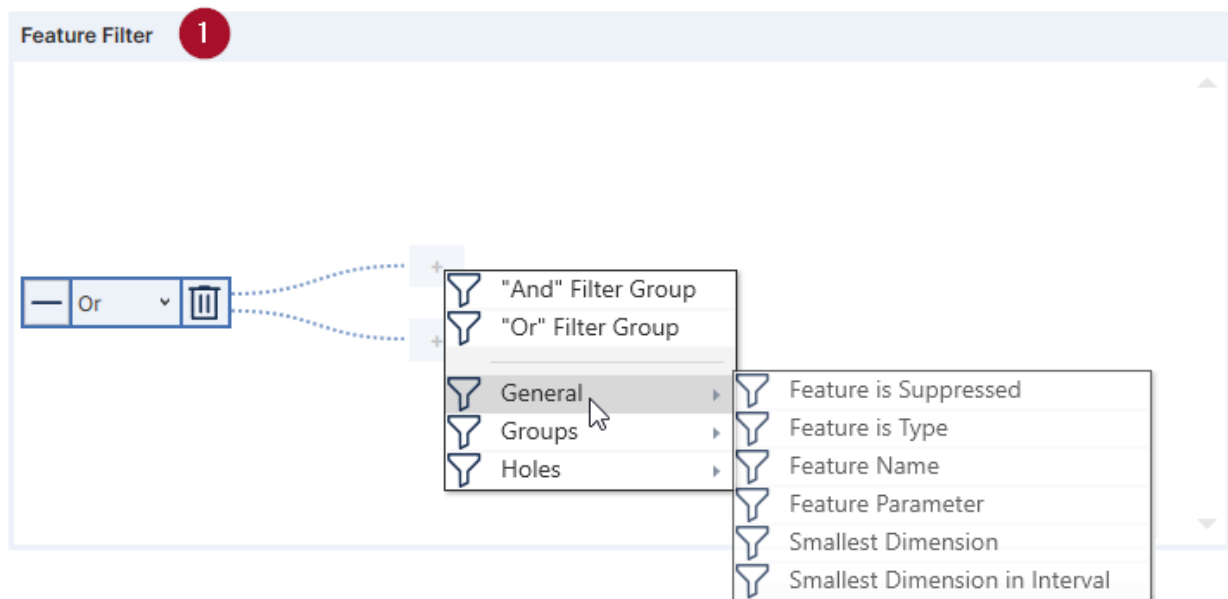 Feature Filter 1
+
Or
+
"And" Filter Group
"Or" Filter Group
General
Groups
Holes
Feature is Suppressed
Feature is Type
Feature Name
Feature Parameter
Smallest Dimension
Smallest Dimension in Interval